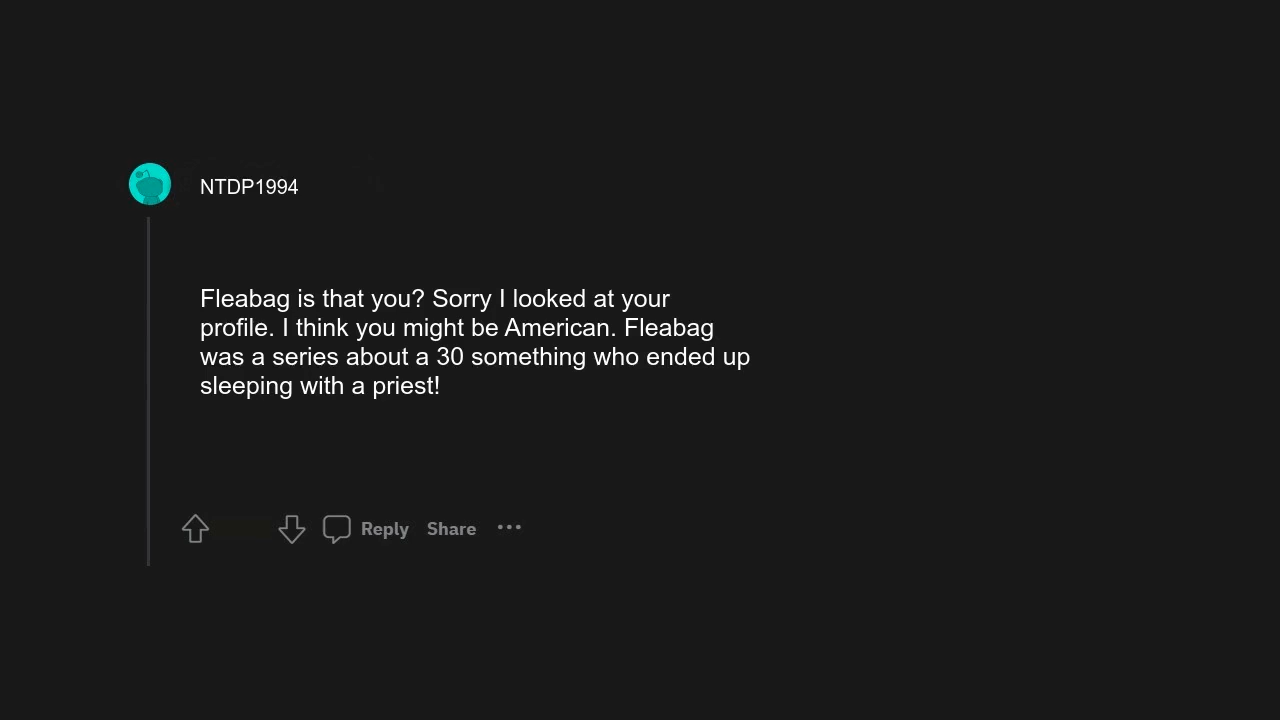 NTDP1994
Fleabag is that you? Sorry I looked at your
profile. I think you might be American. Fleabag
was a series about a 30 something who ended up
sleeping with a priest!
Reply Share